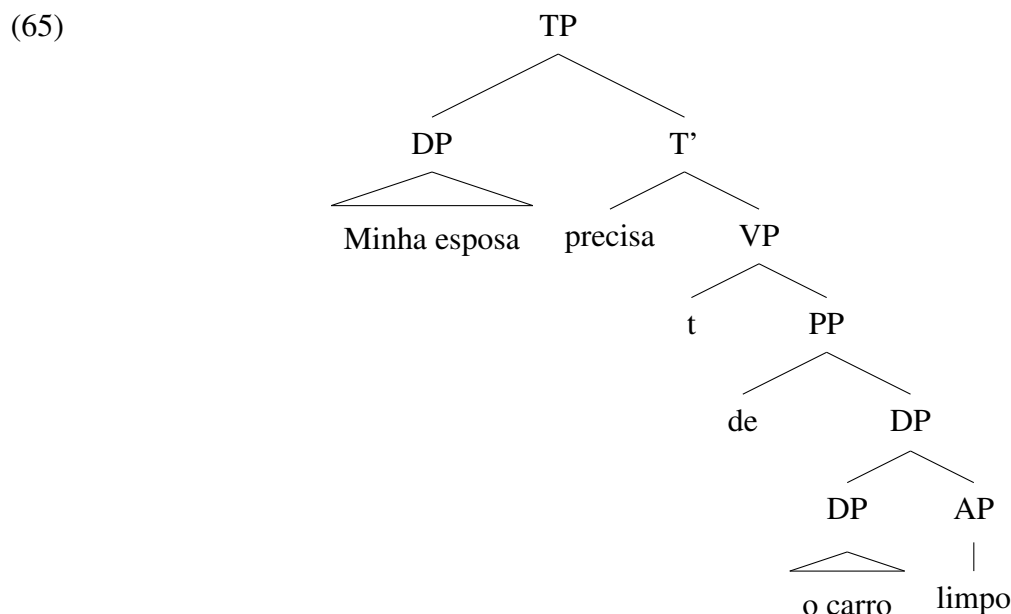 (65) TP
DP T’
Minha esposa precisa VP
t PP
de DP
DP AP
o carro limpo